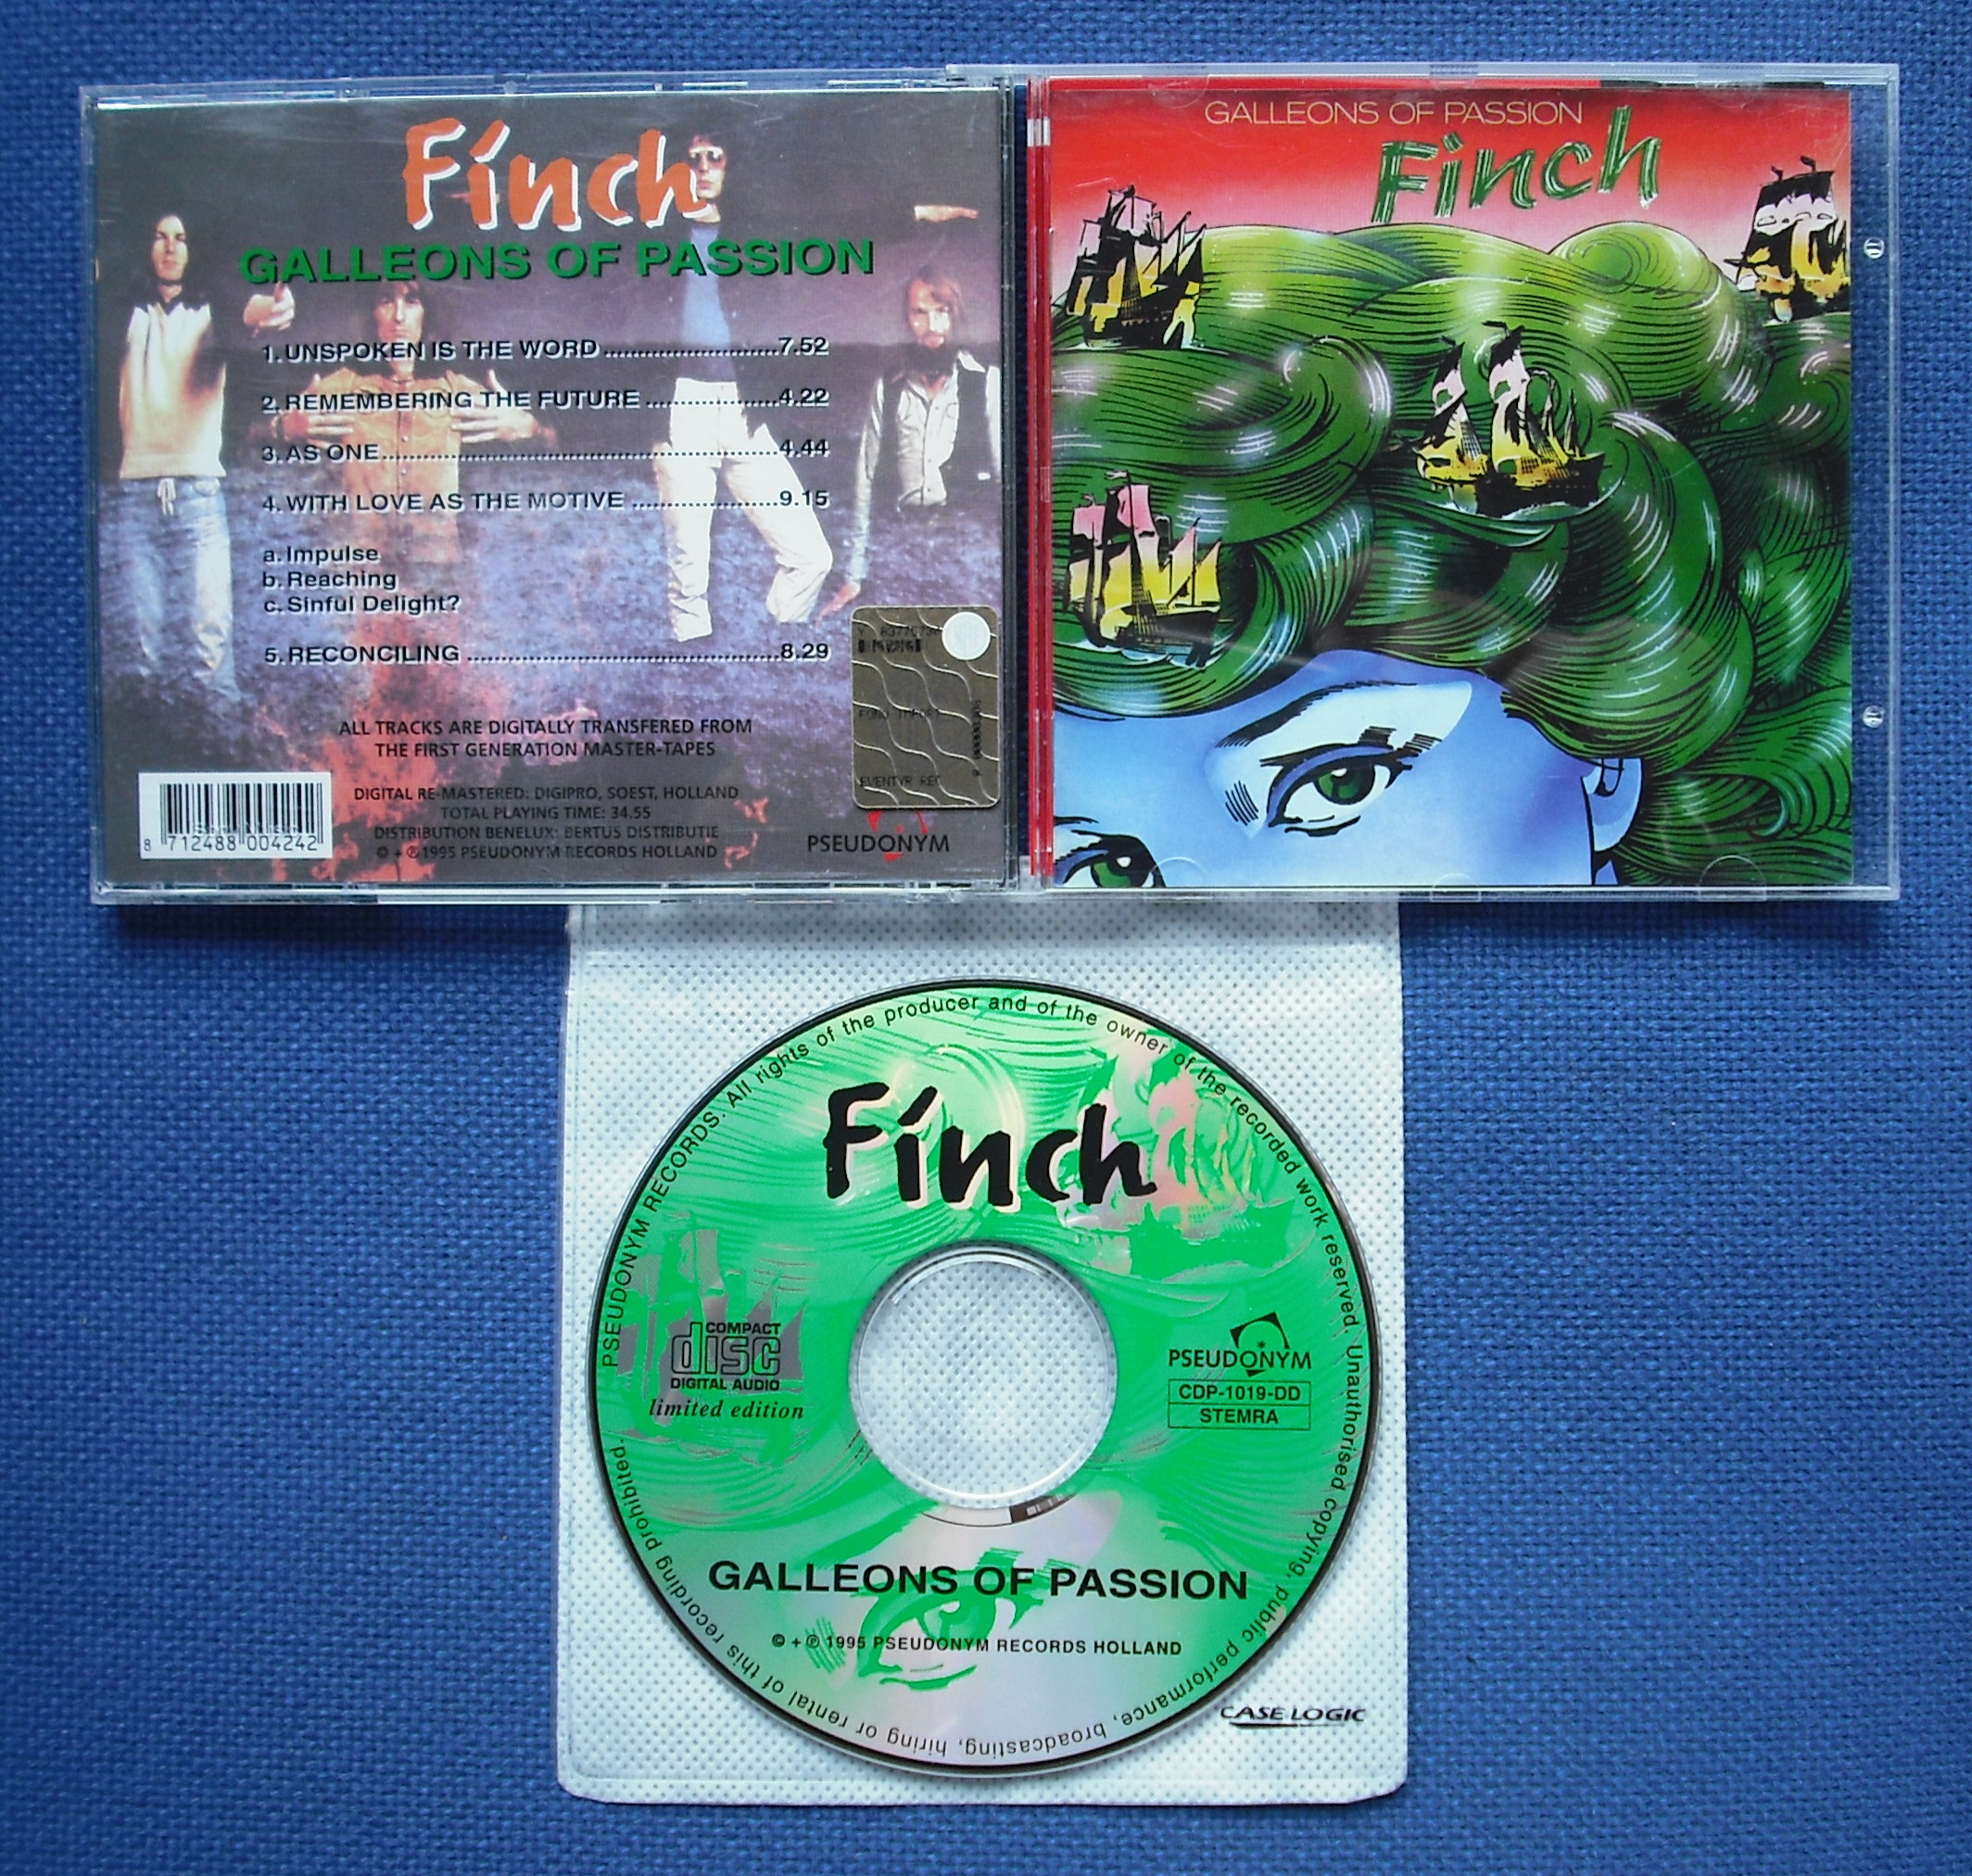 Fínch
GALLEONS OF PASSION
1. UNSPOKEN IS THE WORD ..........................7.52
2. REMEMBERING THE FUTURE ....................4.22
3. AS ONE............................................................4.44
4. WITH LOVE AS THE MOTIVE ......................9.15
a. Impulse
b. Reaching
c. Sinful Delight?
5. RECONCILING ...............................................8.29
ALL TRACKS ARE DIGITALLY TRANSFERED FROM
THE FIRST GENERATION MASTER-TAPES
DIGITAL RE-MASTERED: DIGIPRO, SOEST, HOLLAND
TOTAL PLAYING TIME: 34.55
DISTRIBUTION BENELUX: BERTUS DISTRIBUTIE
© + ℗ 1995 PSEUDONYM RECORDS HOLLAND
8 712488 004242
PSEUDONYM
GALLEONS OF PASSION
Finch
PSEUDONYM RECORDS. All rights of the producer and of the owner of the recorded work reserved. Unauthorised copying, public performance, broadcasting, hiring or rental of this recording prohibited.
Fínch
COMPACT
disc
DIGITAL AUDIO
limited edition
PSEUDONYM
CDP-1019-DD
STEMRA
GALLEONS OF PASSION
© + ℗ 1995 PSEUDONYM RECORDS HOLLAND
CASE LOGIC